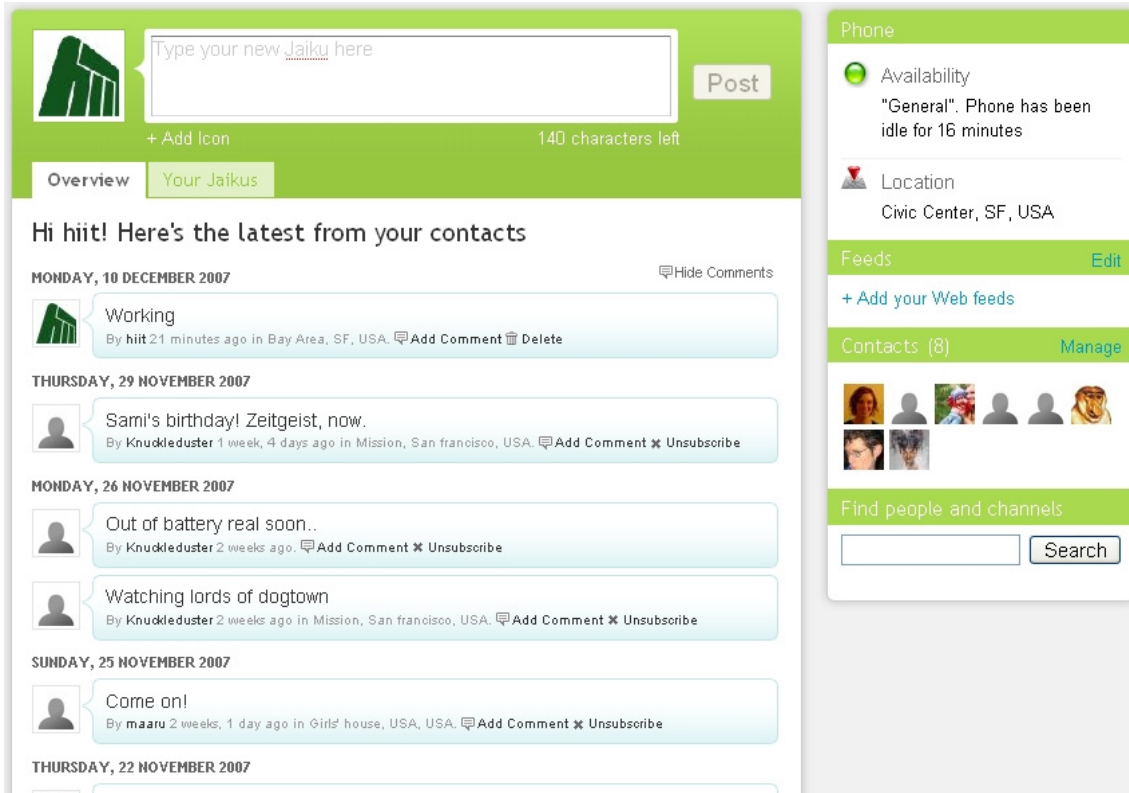 Type your new Jaiku here
Post
+ Add Icon
140 characters left
Overview
Your Jaikus
Hi hiit! Here's the latest from your contacts
MONDAY, 10 DECEMBER 2007
Hide Comments
Working
By hiit 21 minutes ago in Bay Area, SF, USA. Add Comment Delete
THURSDAY, 29 NOVEMBER 2007
Sami's birthday! Zeitgeist, now.
By Knuckleduster 1 week, 4 days ago in Mission, San francisco, USA. Add Comment Unsubscribe
MONDAY, 26 NOVEMBER 2007
Out of battery real soon..
By Knuckleduster 2 weeks ago. Add Comment Unsubscribe
Watching lords of dogtown
By Knuckleduster 2 weeks ago in Mission, San francisco, USA. Add Comment Unsubscribe
SUNDAY, 25 NOVEMBER 2007
Come on!
By maaru 2 weeks, 1 day ago in Girls' house, USA, USA. Add Comment Unsubscribe
THURSDAY, 22 NOVEMBER 2007
Phone
Availability
"General". Phone has been
idle for 16 minutes
Location
Civic Center, SF, USA
Feeds
Edit
+ Add your Web feeds
Contacts (8)
Manage
Find people and channels
Search